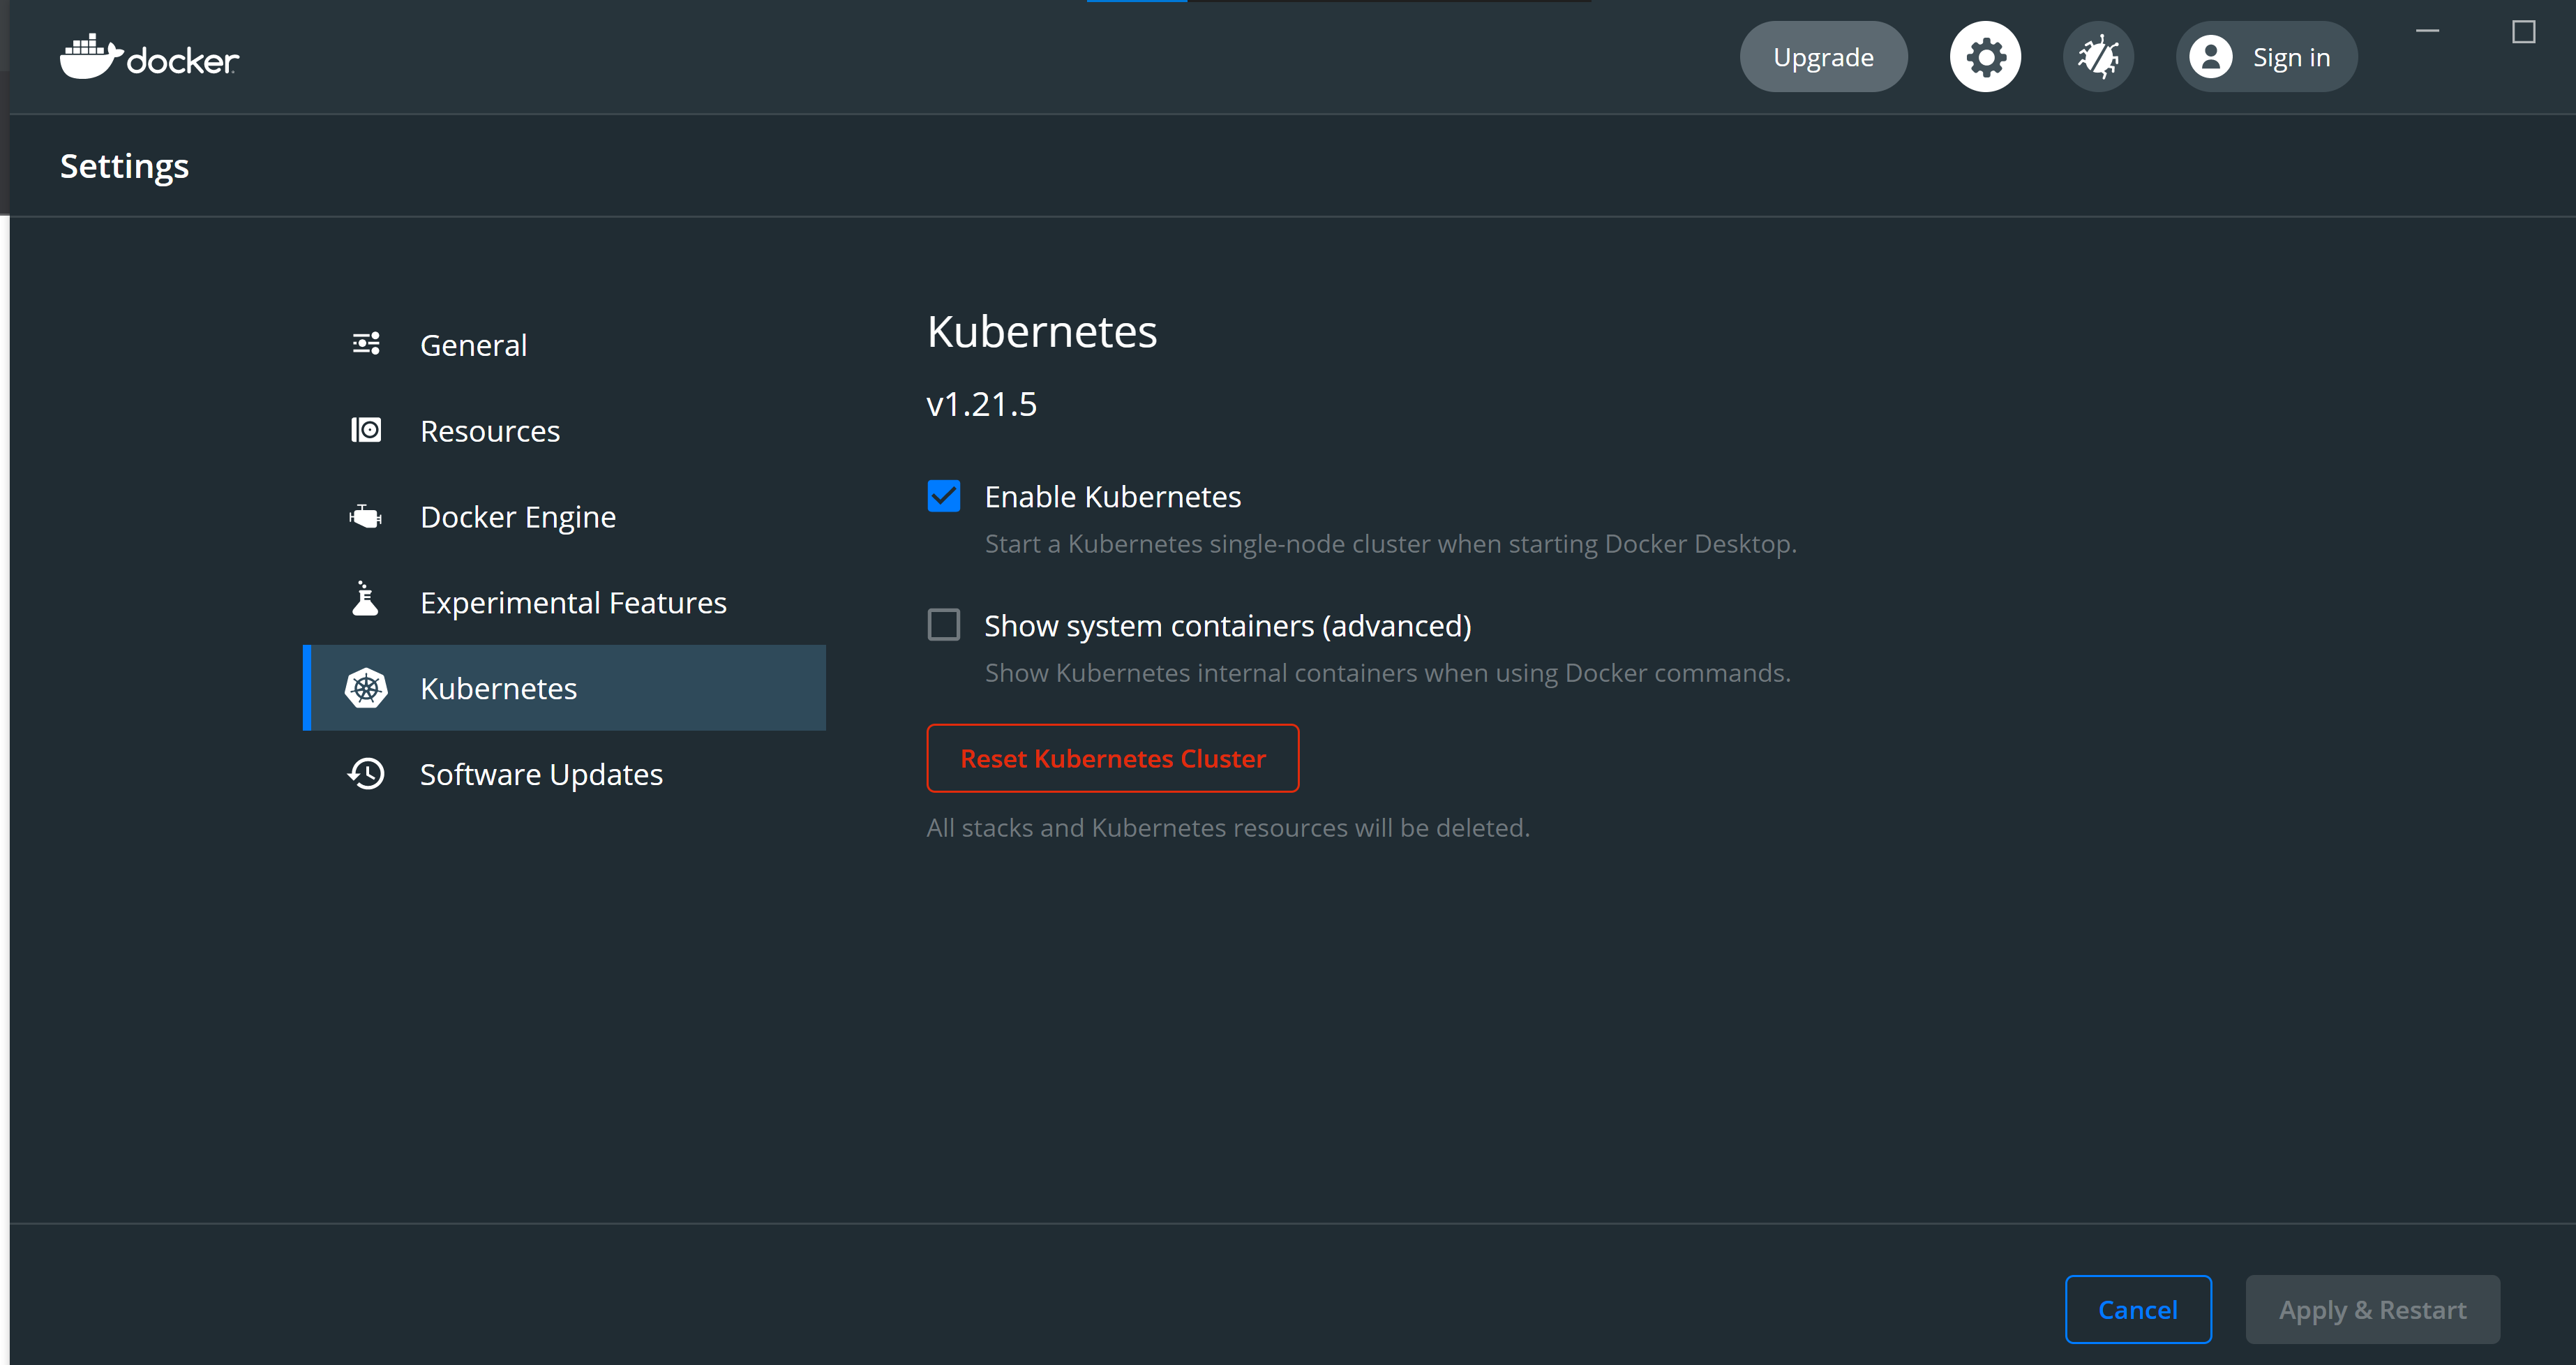 docker
Upgrade
Sign in
Settings
General
Resources
Docker Engine
Experimental Features
Kubernetes
Software Updates
Kubernetes
v1.21.5
Enable Kubernetes
Start a Kubernetes single-node cluster when starting Docker Desktop.
Show system containers (advanced)
Show Kubernetes internal containers when using Docker commands.
Reset Kubernetes Cluster
All stacks and Kubernetes resources will be deleted.
Cancel
Apply & Restart